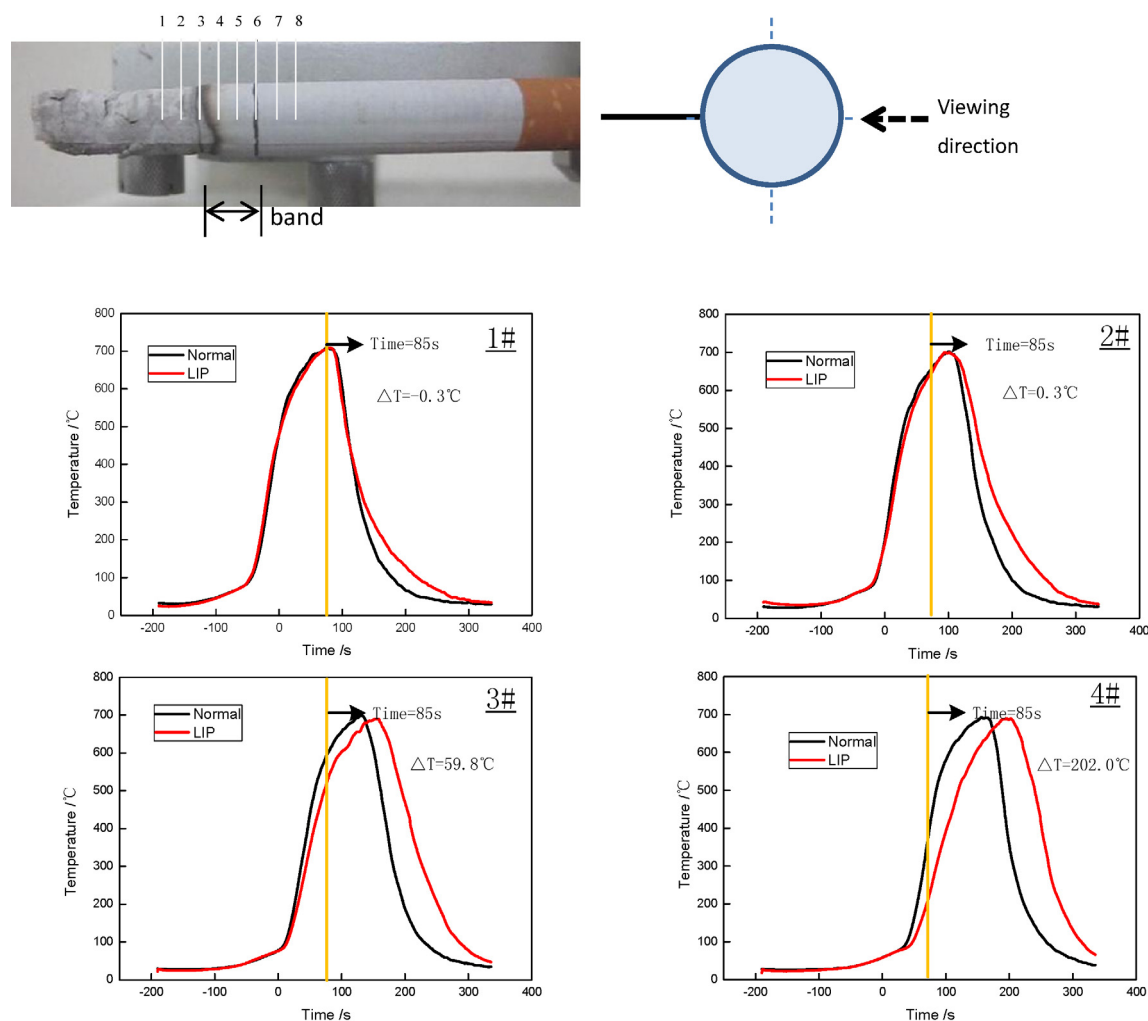 1 2 3 4 5 6 7 8
band
Viewing
direction
800
700
600
500
400
300
200
100
0
-200 -100 0 100 200 300 400
Temperature /℃
Time /s
Normal
LIP
Time=85s
△T=-0.3℃
1#
800
700
600
500
400
300
200
100
0
-200 -100 0 100 200 300 400
Temperature /℃
Time /s
Normal
LIP
Time=85s
△T=0.3℃
2#
800
700
600
500
400
300
200
100
0
-200 -100 0 100 200 300 400
Temperature /℃
Time /s
Normal
LIP
Time=85s
△T=59.8℃
3#
800
700
600
500
400
300
200
100
0
-200 -100 0 100 200 300 400
Temperature /℃
Time /s
Normal
LIP
Time=85s
△T=202.0℃
4#